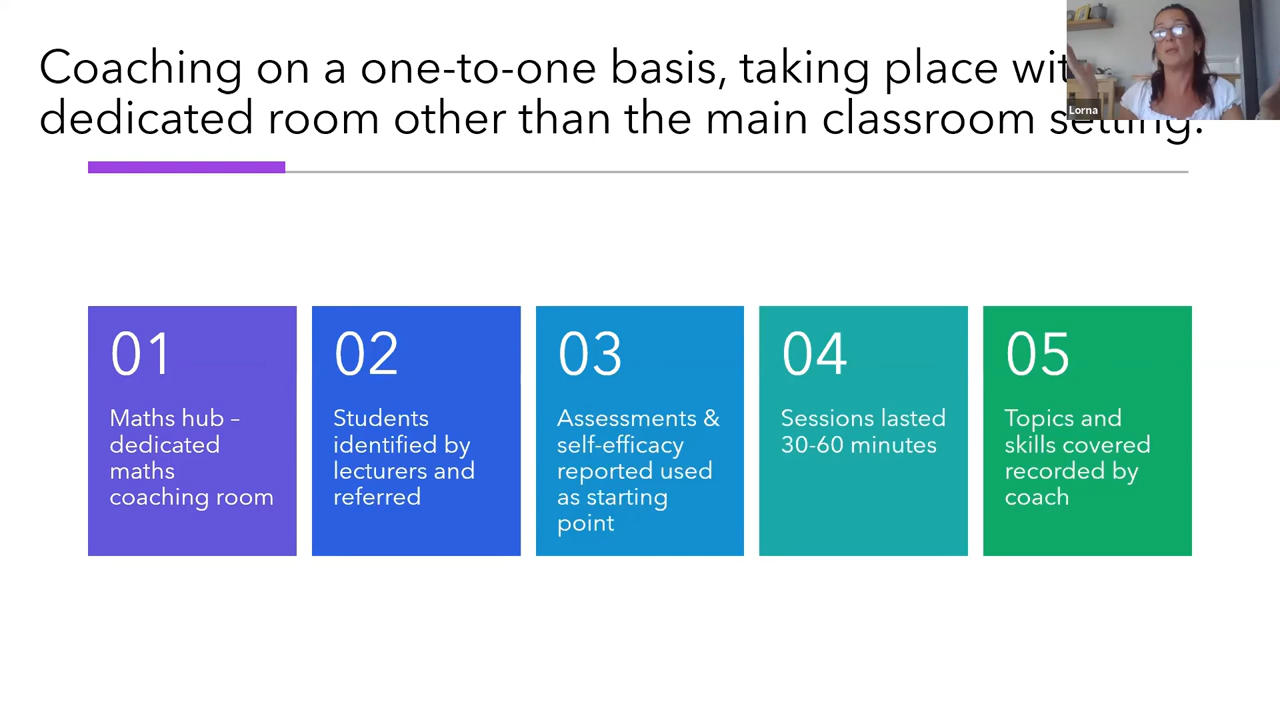 Coaching on a one-to-one basis, taking place
dedicated room other than the main classroom setting.
Lorna
01
Maths hub –
dedicated
maths
coaching room
02
Students
identified by
lecturers and
referred
03
Assessments &
self-efficacy
reported used
as starting
point
04
Sessions lasted
30-60 minutes
05
Topics and
skills covered
recorded by
coach